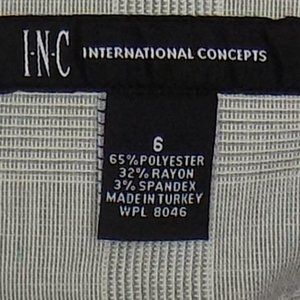 I·N·C INTERNATIONAL CONCEPTS
6
65% POLYESTER
32% RAYON
3% SPANDEX
MADE IN TURKEY
WPL 8046